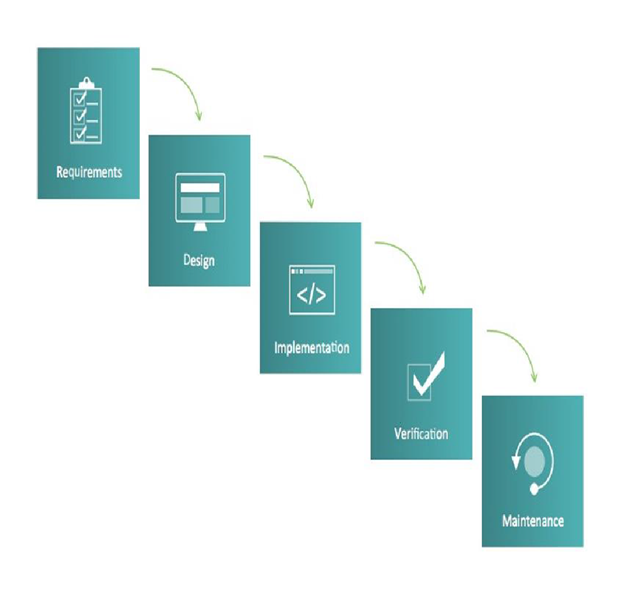 Requirements
Design
</>
Implementation
Verification
Maintenance